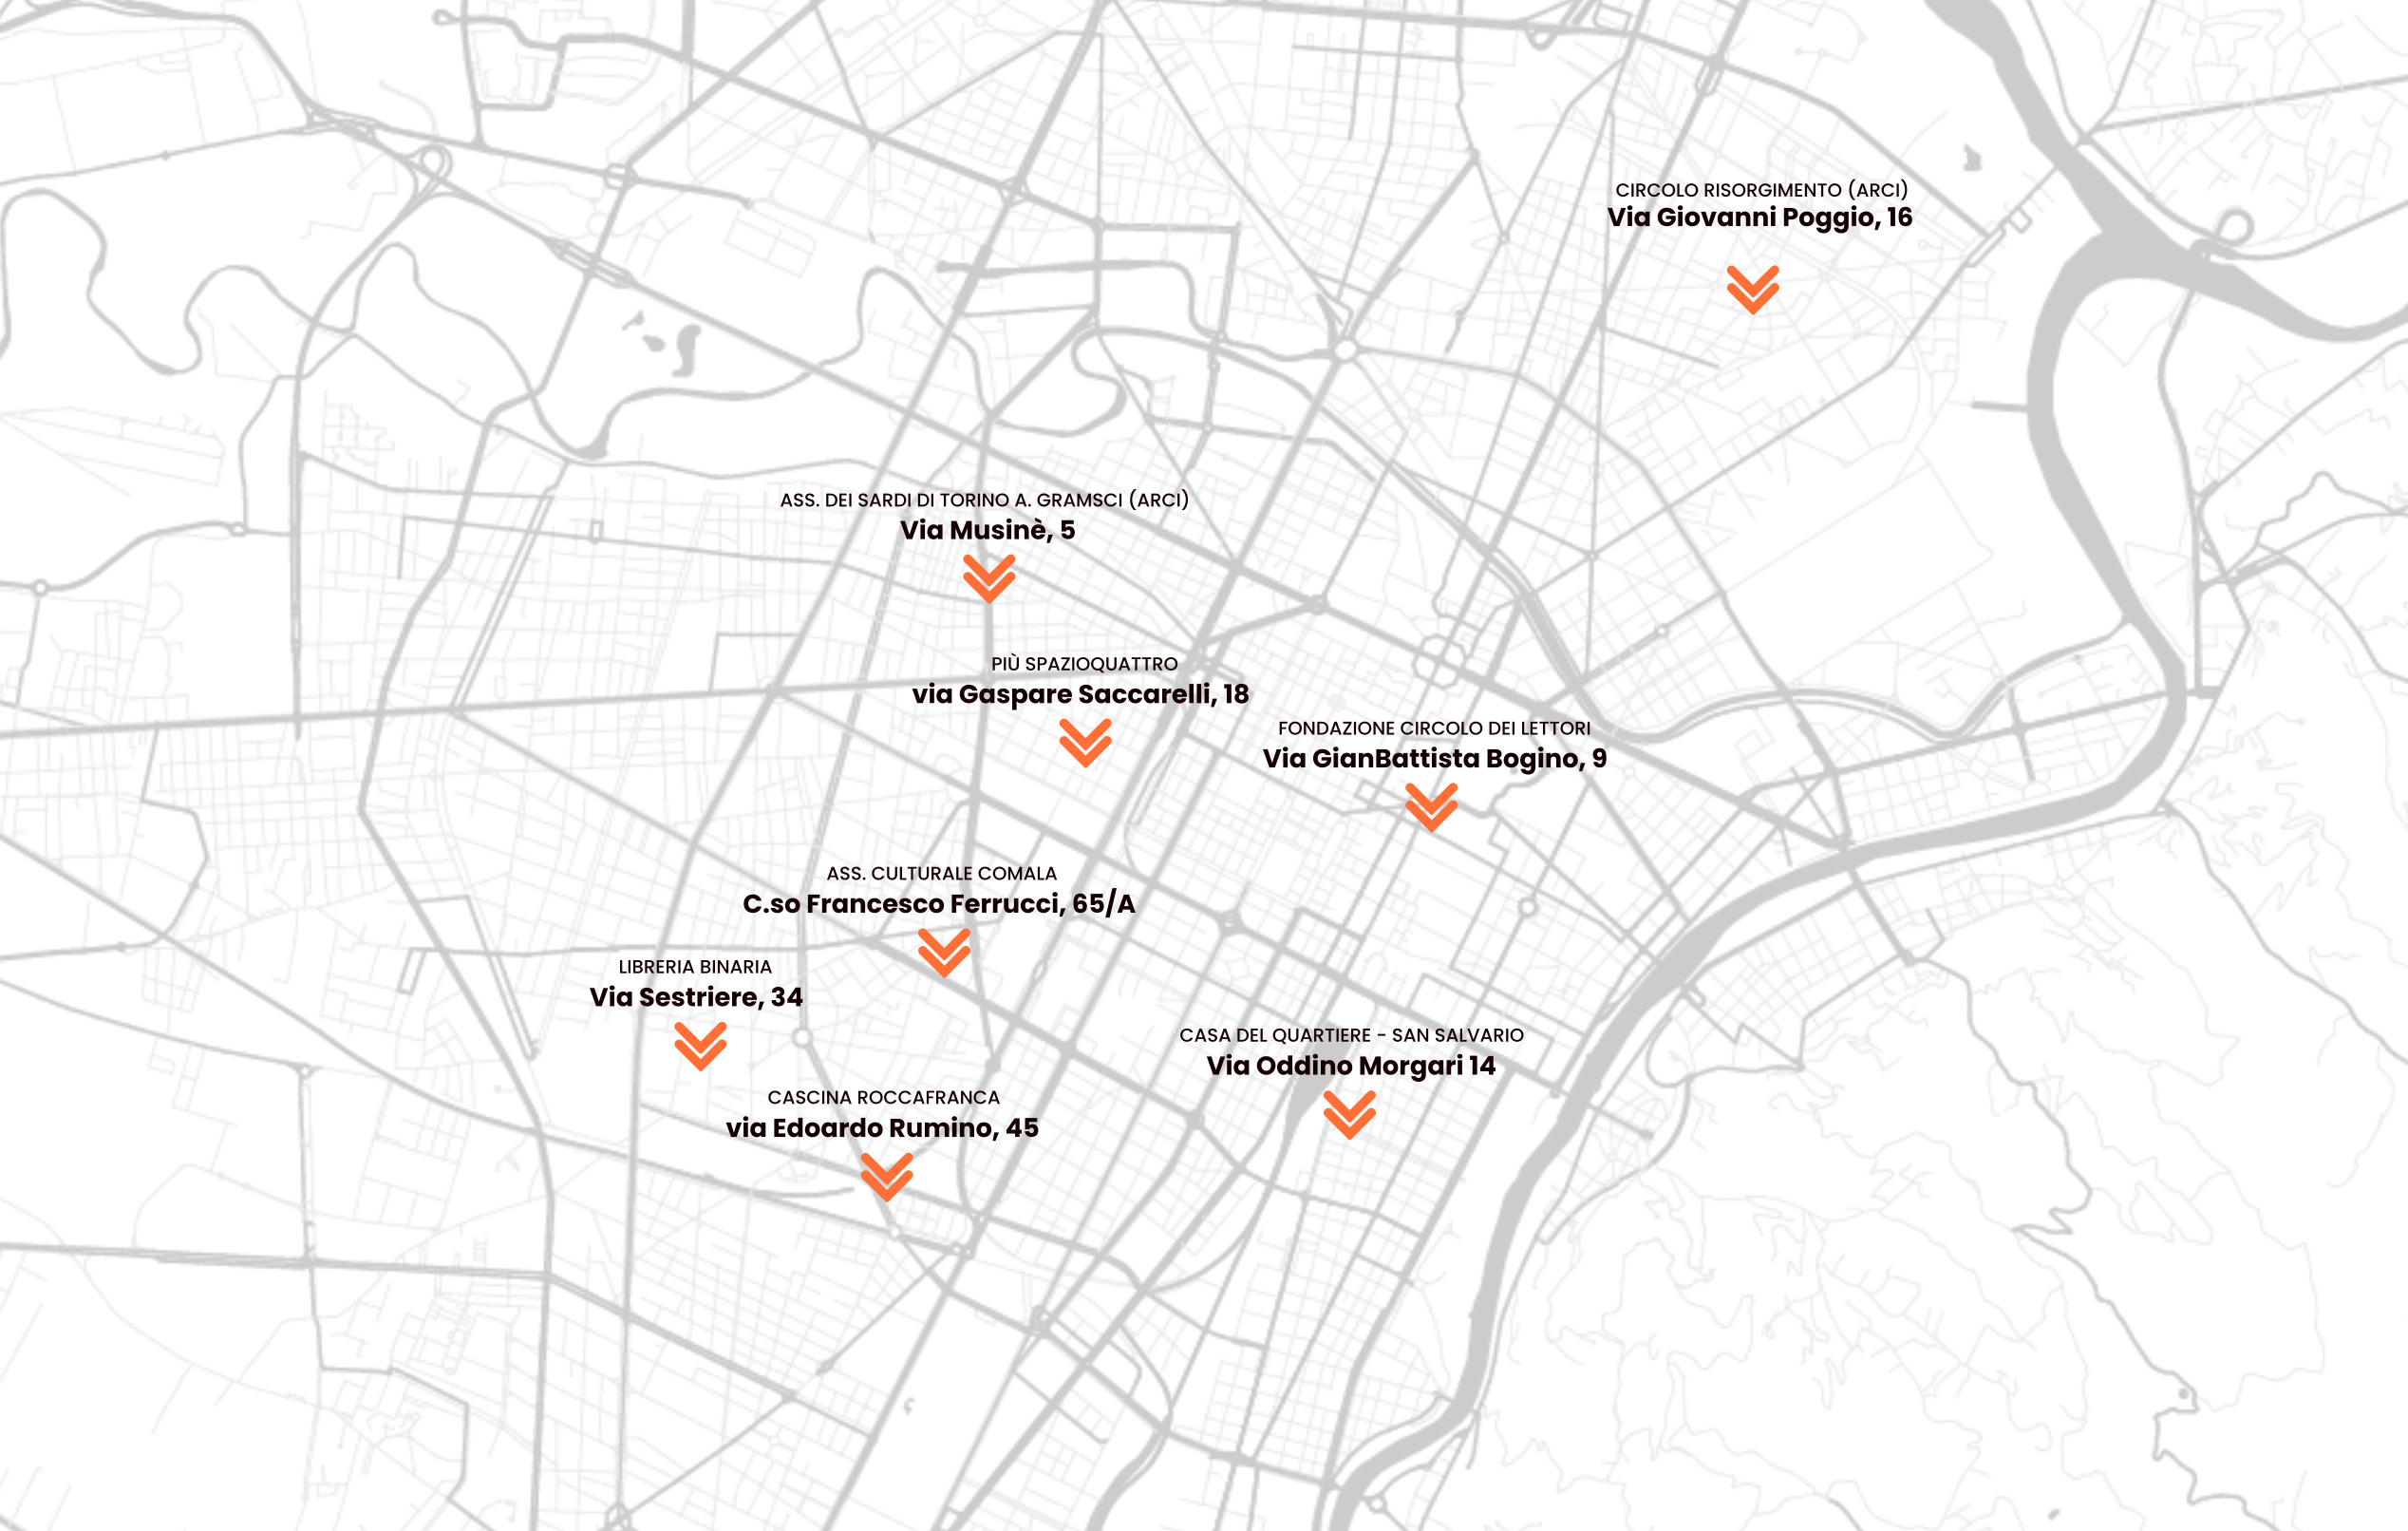 CIRCOLO RISORGIMENTO (ARCI)
Via Giovanni Poggio, 16
ASS. DEI SARDI DI TORINO A. GRAMSCI (ARCI)
Via Musinè, 5
PIÙ SPAZIOQUATTRO
via Gaspare Saccarelli, 18
FONDAZIONE CIRCOLO DEI LETTORI
Via GianBattista Bogino, 9
ASS. CULTURALE COMALA
C.so Francesco Ferrucci, 65/A
LIBRERIA BINARIA
Via Sestriere, 34
CASA DEL QUARTIERE - SAN SALVARIO
Via Oddino Morgari 14
CASCINA ROCCAFRANCA
via Edoardo Rumino, 45